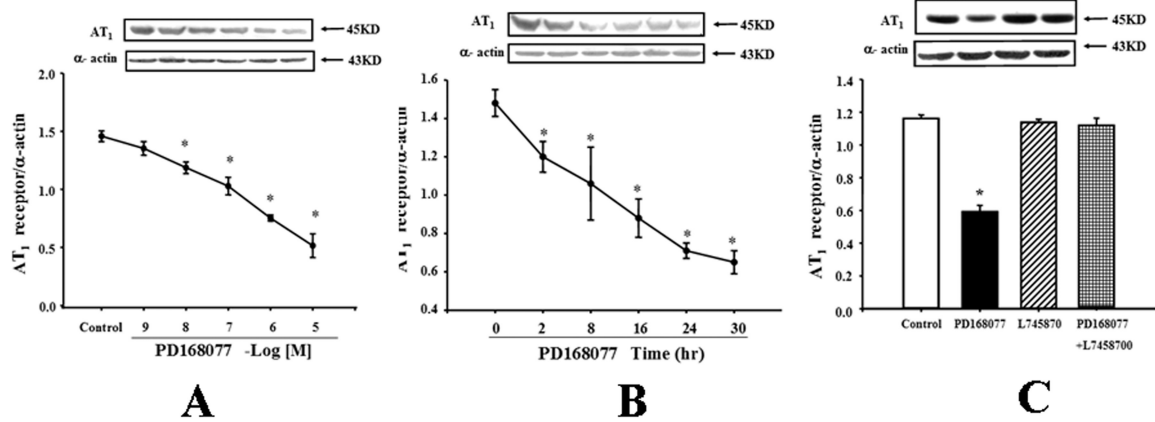 AT1
45KD
α- actin
43KD
AT1 receptor/α-actin
2.0
1.5
1.0
0.5
0.0
Control 9 8 7 6 5
* * * *
PD168077 -Log [M]
A
AT1
45KD
α- actin
43KD
AT1 receptor/α-actin
1.6
1.4
1.2
1.0
0.8
0.6
0.4
* * * * *
0 2 8 16 24 30
PD168077 Time (hr)
B
AT1
45KD
α- actin
43KD
AT1 receptor/α-actin
1.4
1.2
1.0
0.8
0.6
0.4
0.2
0.0
*
Control PD168077 L745870 PD168077
+L7458700
C